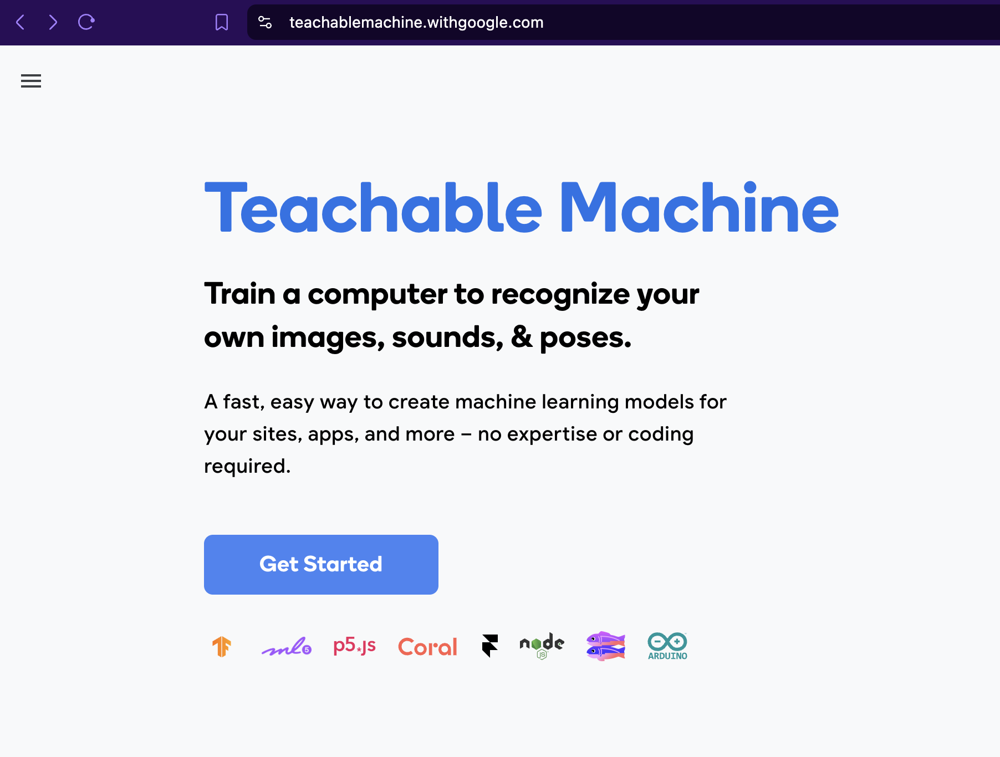 teachablemachine.withgoogle.com
Teachable Machine
Train a computer to recognize your
own images, sounds, & poses.
A fast, easy way to create machine learning models for
your sites, apps, and more – no expertise or coding
required.
Get Started
ml5 p5*Js Coral node JS ARDUINO